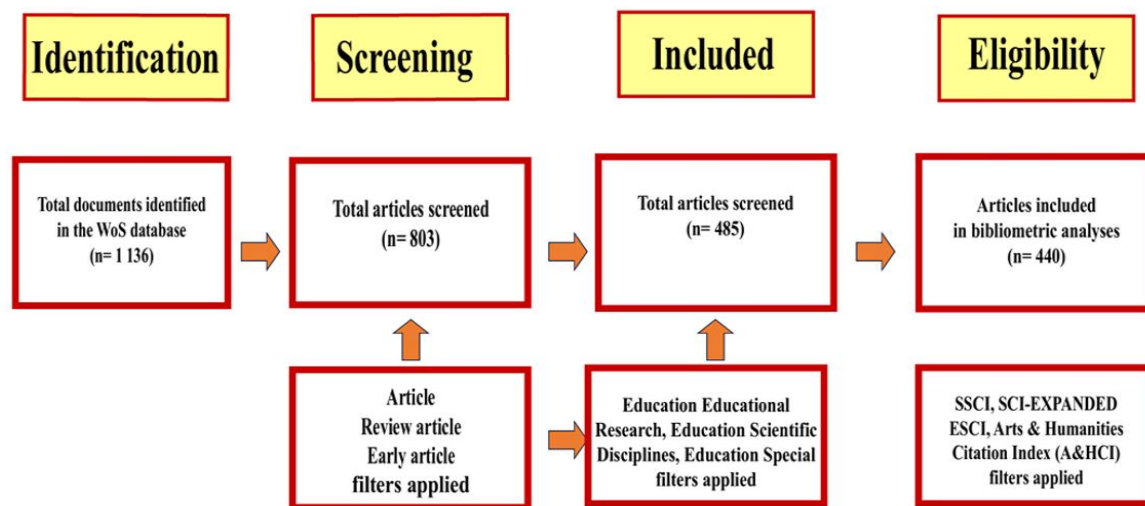 Identification
Screening
Included
Eligibility
Total documents identified
in the WoS database
(n= 1 136)
Total articles screened
(n= 803)
Total articles screened
(n= 485)
Articles included
in bibliometric analyses
(n= 440)
Article
Review article
Early article
filters applied
Education Educational
Research, Education Scientific
Disciplines, Education Special
filters applied
SSCI, SCI-EXPANDED
ESCI, Arts & Humanities
Citation Index (A&HCI)
filters applied